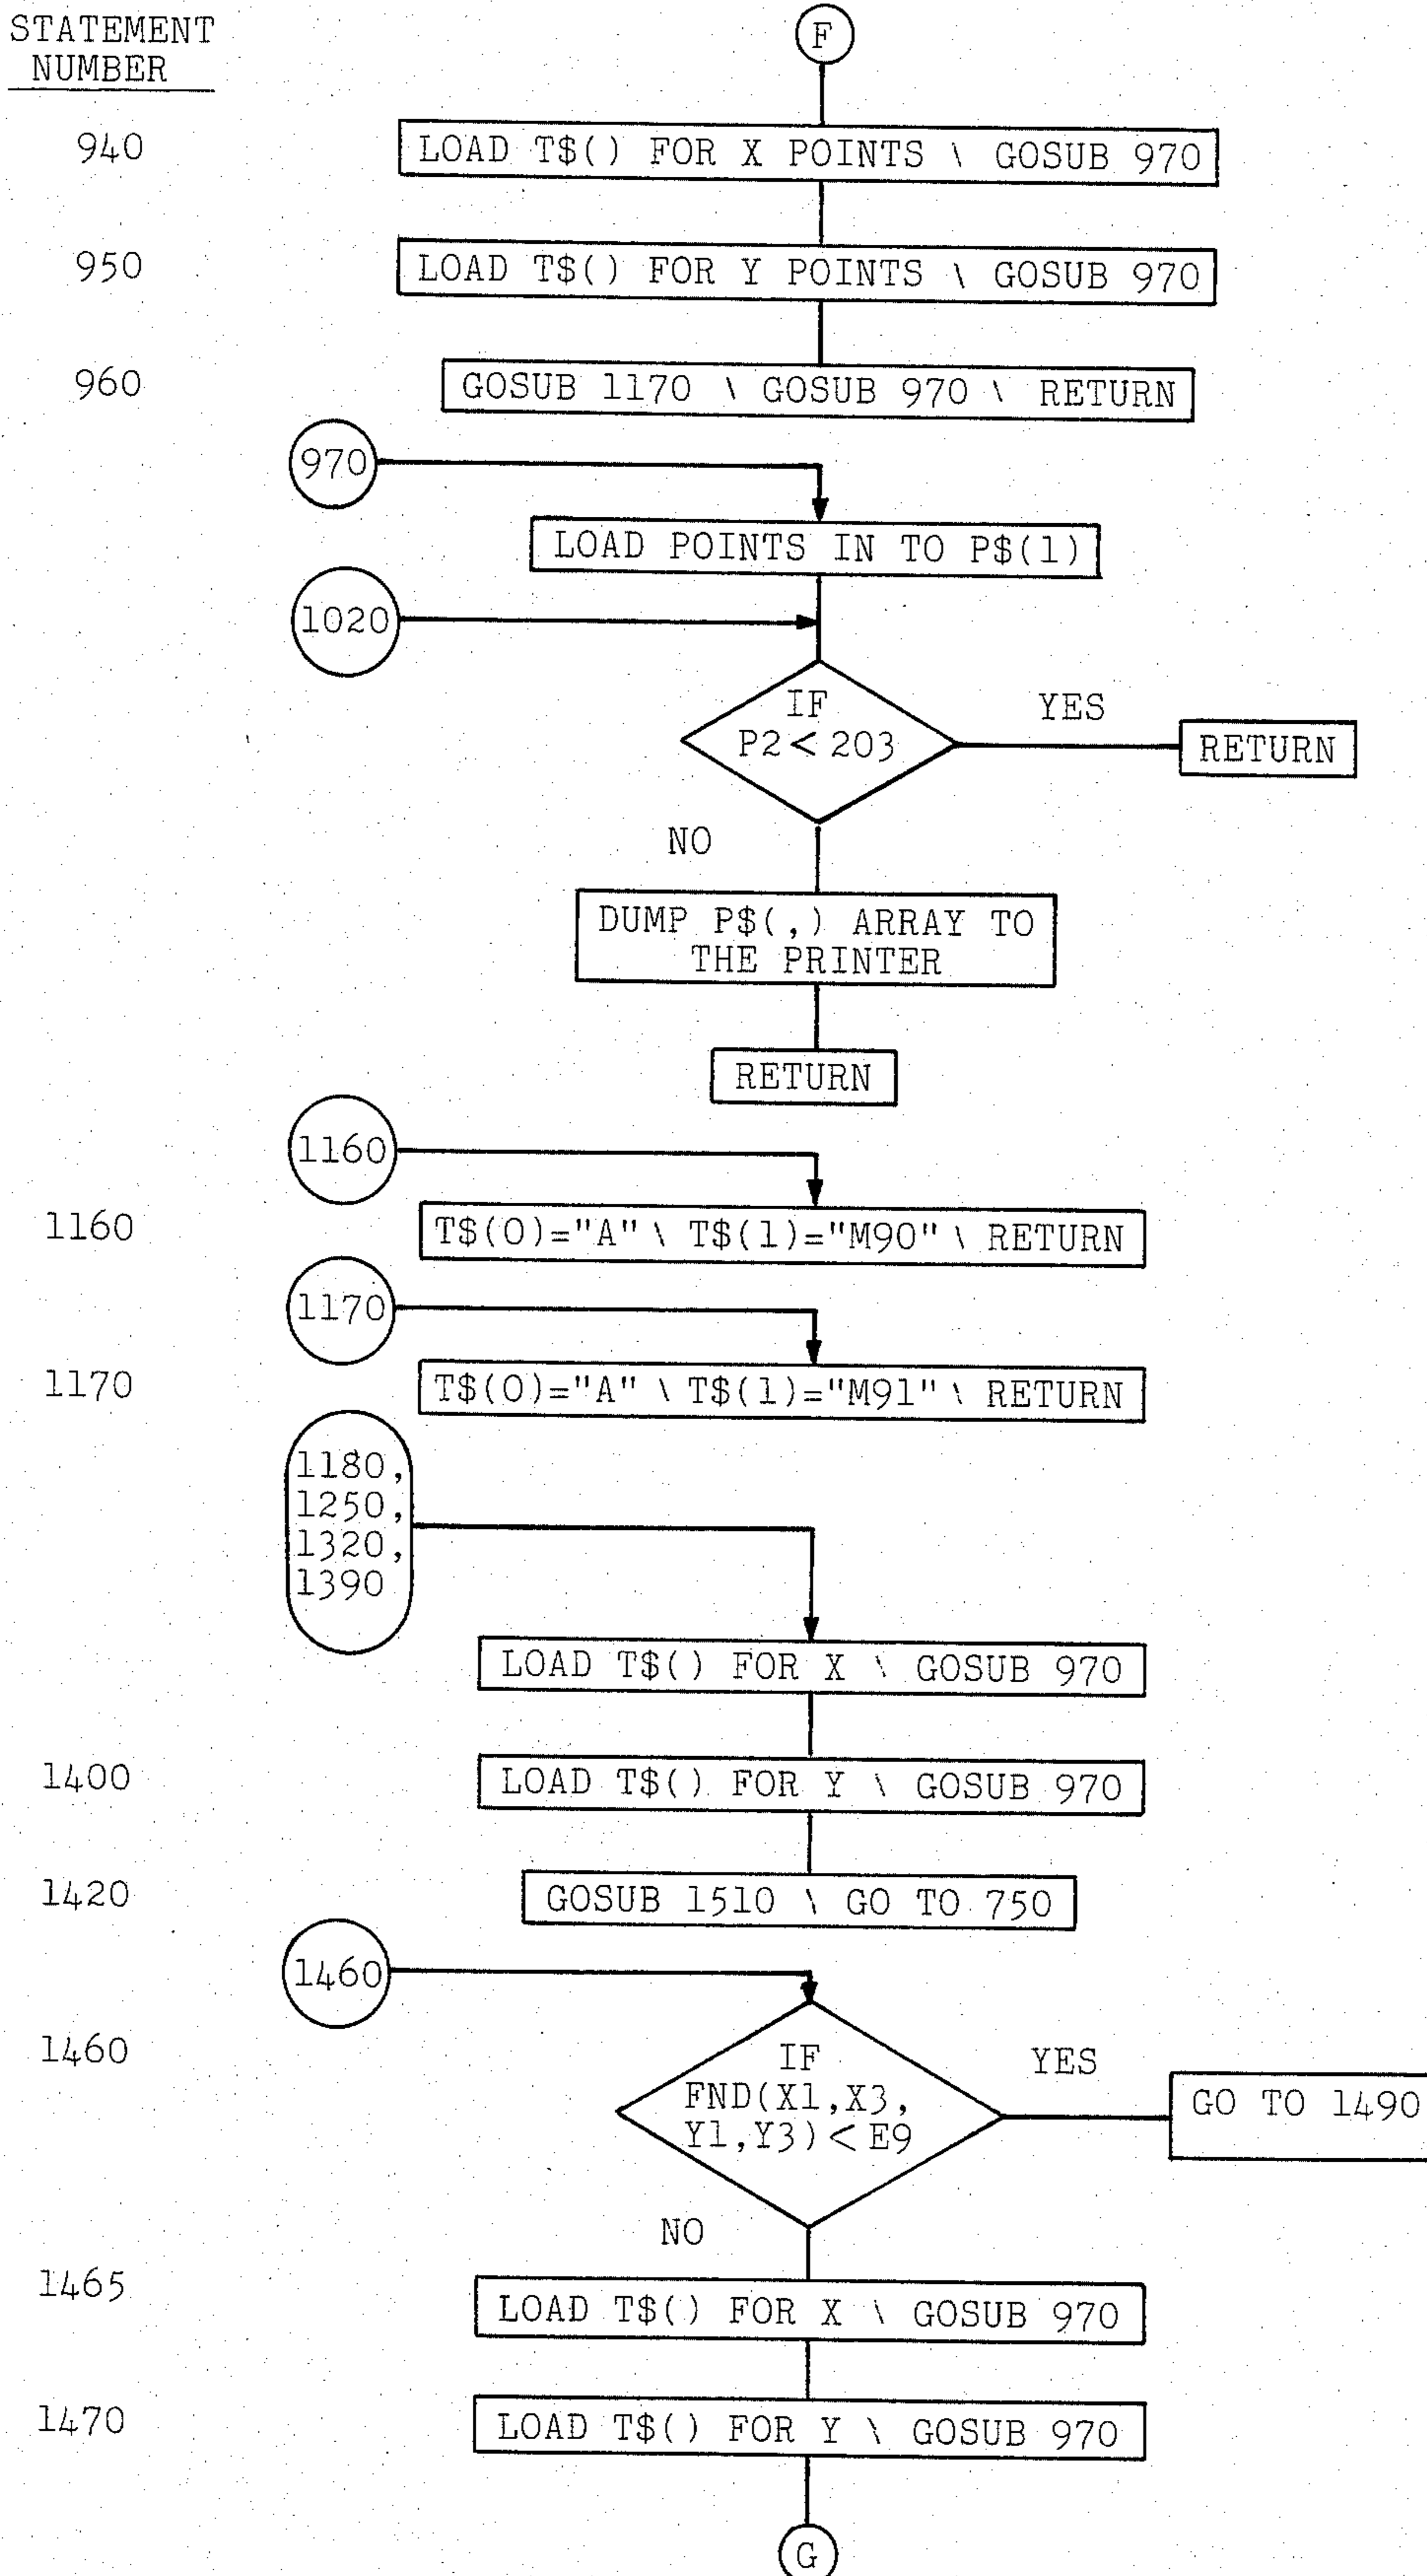 STATEMENT
NUMBER
F
940
LOAD T$() FOR X POINTS \ GOSUB 970
950
LOAD T$() FOR Y POINTS \ GOSUB 970
960
GOSUB 1170 \ GOSUB 970 \ RETURN
970
LOAD POINTS IN TO P$(1)
1020
IF
P2 < 203
YES
RETURN
NO
DUMP P$(,) ARRAY TO
THE PRINTER
RETURN
1160
1160
T$(0)="A" \ T$(1)="M90" \ RETURN
1170
1170
T$(0)="A" \ T$(1)="M91" \ RETURN
1180,
1250,
1320,
1390
LOAD T$() FOR X \ GOSUB 970
1400
LOAD T$() FOR Y \ GOSUB 970
1420
GOSUB 1510 \ GO TO 750
1460
1460
IF
FND(X1,X3,
Y1,Y3) < E9
YES
GO TO 1490
NO
1465
LOAD T$() FOR X \ GOSUB 970
1470
LOAD T$() FOR Y \ GOSUB 970
G